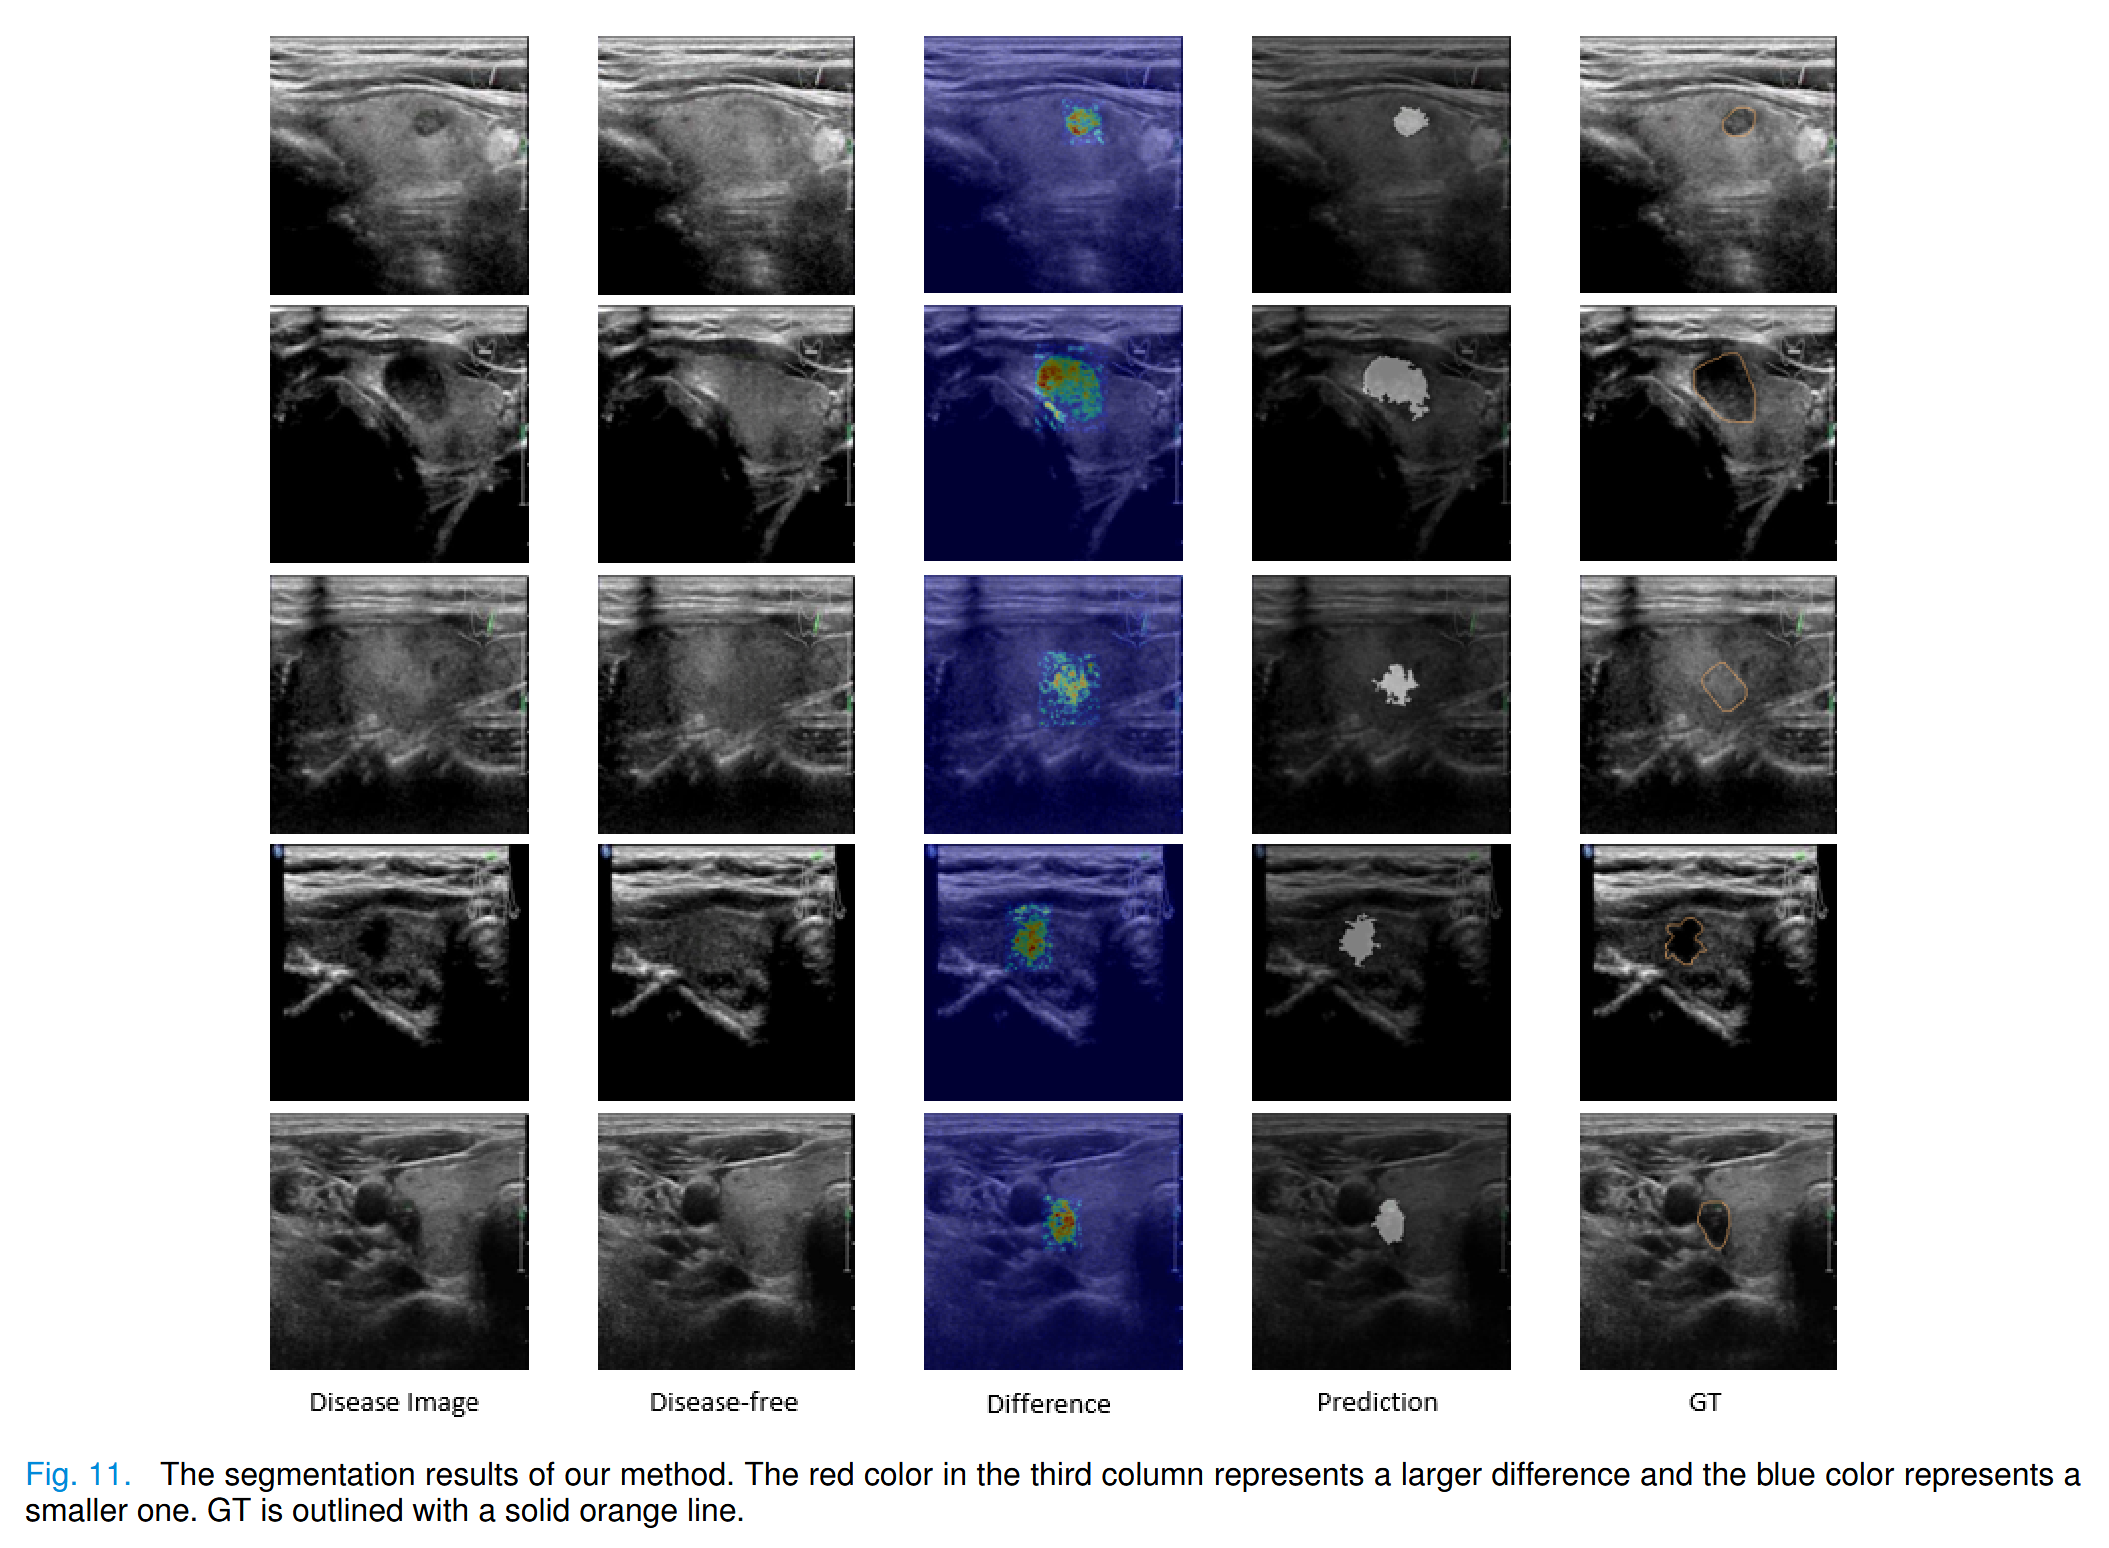 Disease Image Disease-free Difference Prediction GT
Fig. 11. The segmentation results of our method. The red color in the third column represents a larger difference and the blue color represents a
smaller one. GT is outlined with a solid orange line.